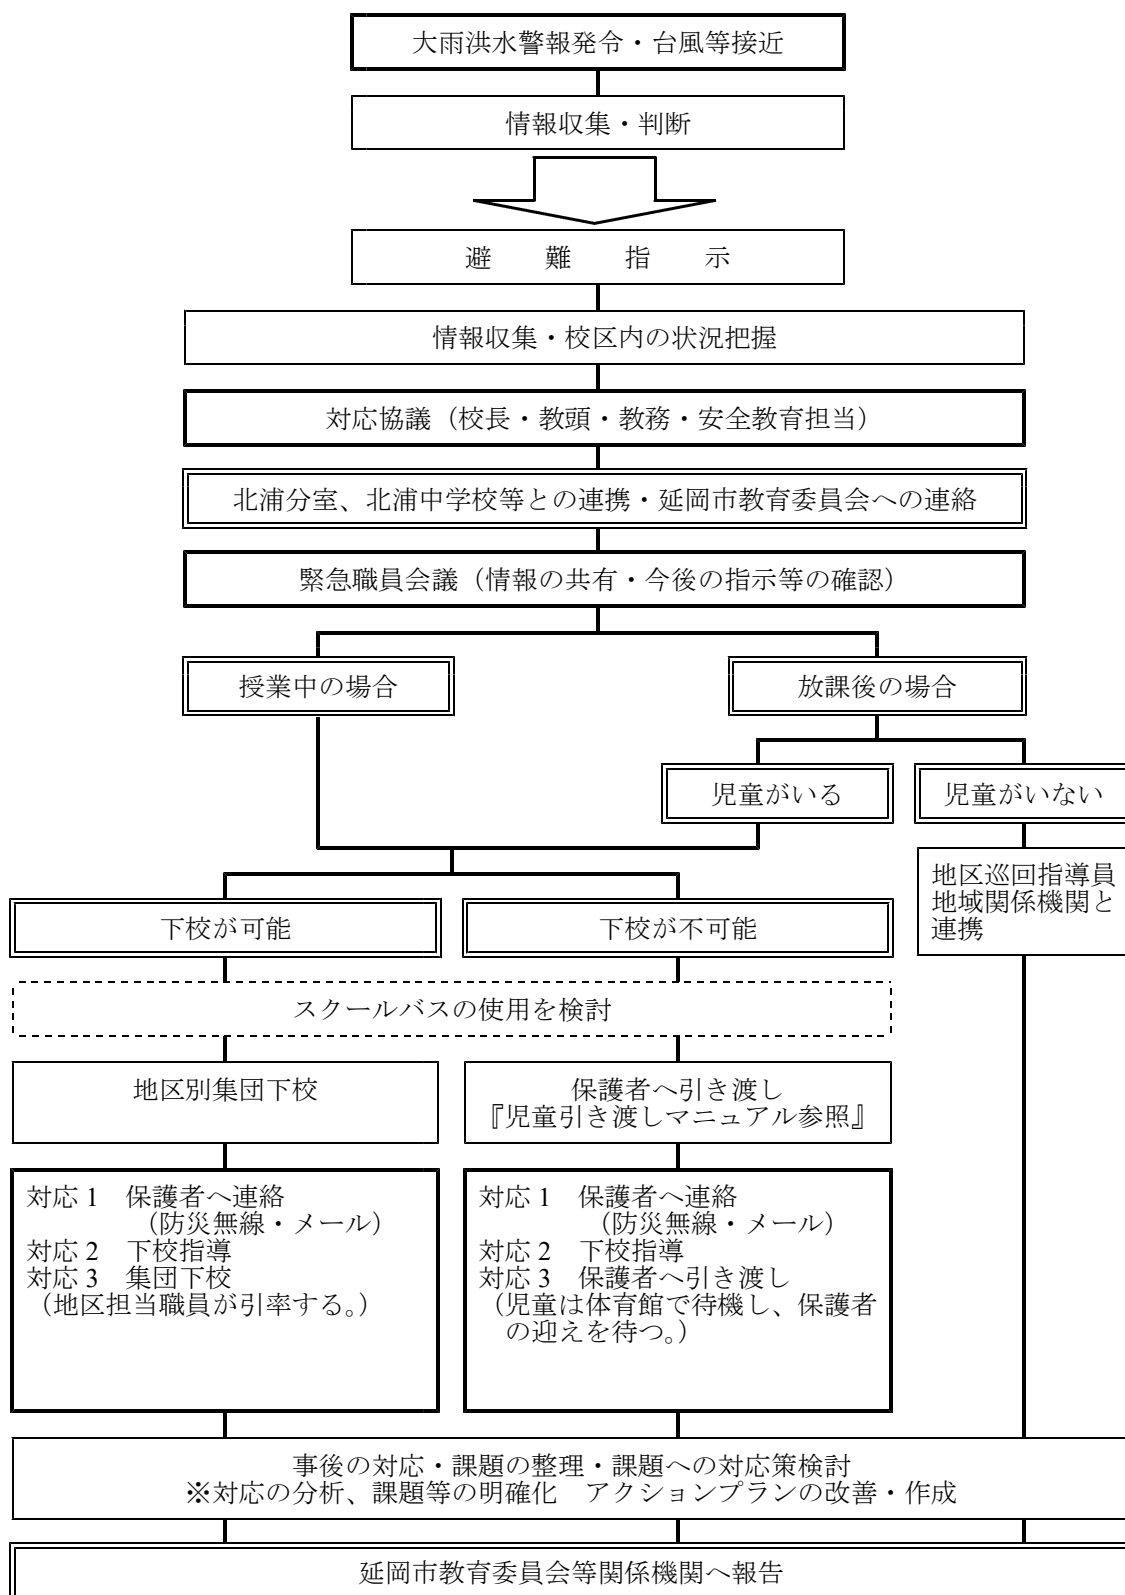 大雨洪水警報発令・台風等接近
情報収集・判断
避 難 指 示
情報収集・校区内の状況把握
対応協議（校長・教頭・教務・安全教育担当）
北浦分室、北浦中学校等との連携・延岡市教育委員会への連絡
緊急職員会議（情報の共有・今後の指示等の確認）
授業中の場合
放課後の場合
児童がいる
児童がいない
地区巡回指導員
地域関係機関と
連携
下校が可能
下校が不可能
スクールバスの使用を検討
地区別集団下校
保護者へ引き渡し
『児童引き渡しマニュアル参照』
対応1 保護者へ連絡
（防災無線・メール）
対応2 下校指導
対応3 集団下校
（地区担当職員が引率する。）
対応1 保護者へ連絡
（防災無線・メール）
対応2 下校指導
対応3 保護者へ引き渡し
（児童は体育館で待機し、保護者
の迎えを待つ。）
事後の対応・課題の整理・課題への対応策検討
※対応の分析、課題等の明確化 アクションプランの改善・作成
延岡市教育委員会等関係機関へ報告